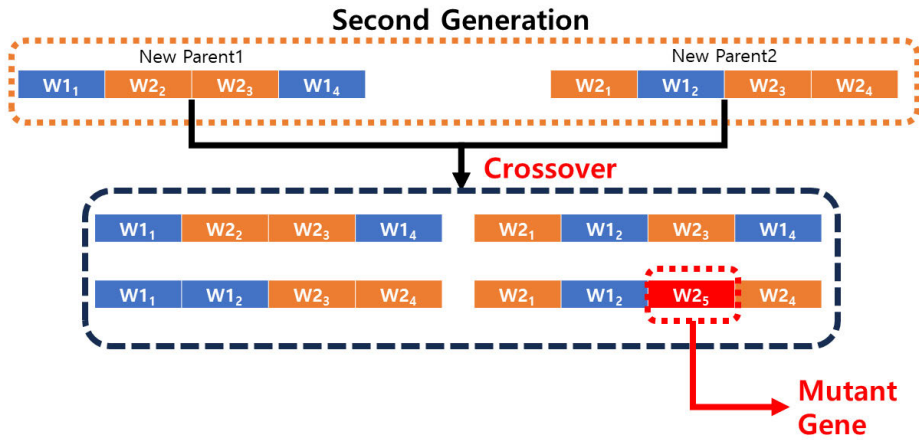 Second Generation
New Parent1 New Parent2
W1₁ W2₂ W2₃ W1₄ W2₁ W1₂ W2₃ W2₄
Crossover
W1₁ W2₂ W2₃ W1₄ W2₁ W1₂ W2₃ W1₄
W1₁ W1₂ W2₃ W2₄ W2₁ W1₂ W2₅ W2₄
Mutant
Gene